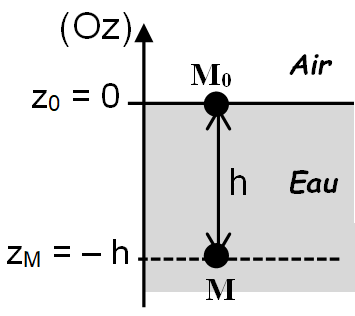 (Oz)
Air
M₀
z₀ = 0
h
Eau
z_M = – h
M